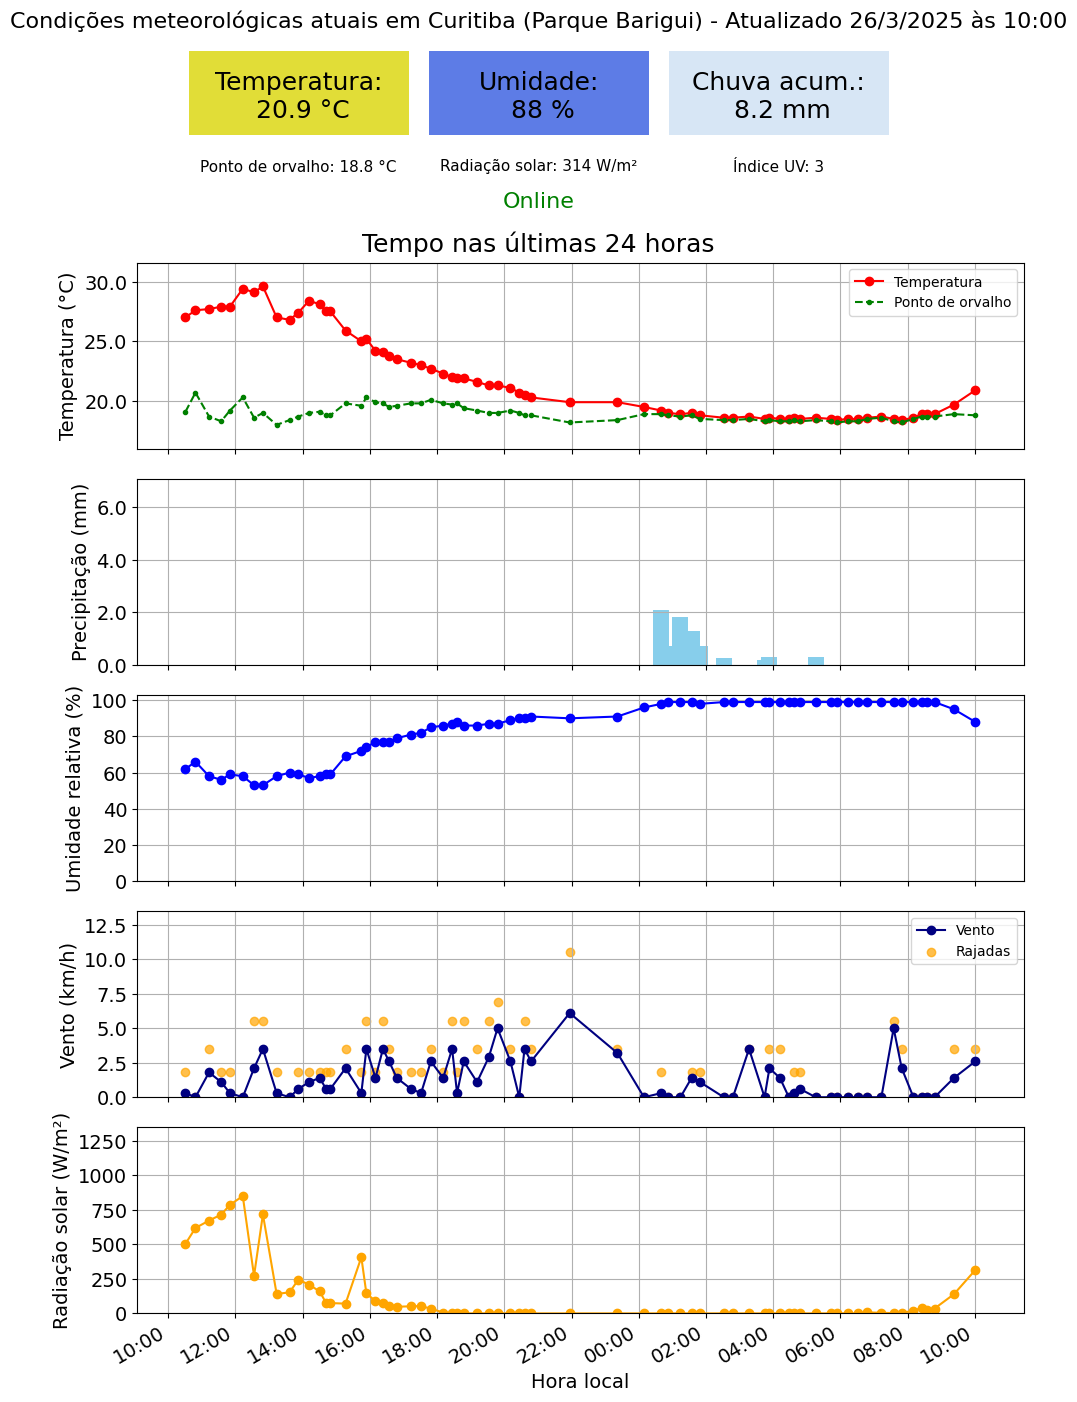 Condições meteorológicas atuais em Curitiba (Parque Barigui) - Atualizado 26/3/2025 às 10:00
Temperatura:
20.9 °C
Umidade:
88 %
Chuva acum.:
8.2 mm
Ponto de orvalho: 18.8 °C
Radiação solar: 314 W/m²
Índice UV: 3
Online
Tempo nas últimas 24 horas
Temperatura (°C)
30.0
25.0
20.0
Temperatura
Ponto de orvalho
Precipitação (mm)
6.0
4.0
2.0
0.0
Umidade relativa (%)
100
80
60
40
20
0
Vento (km/h)
12.5
10.0
7.5
5.0
2.5
0.0
Vento
Rajadas
Radiação solar (W/m²)
1250
1000
750
500
250
0
10:00
12:00
14:00
16:00
18:00
20:00
22:00
00:00
02:00
04:00
06:00
08:00
10:00
Hora local